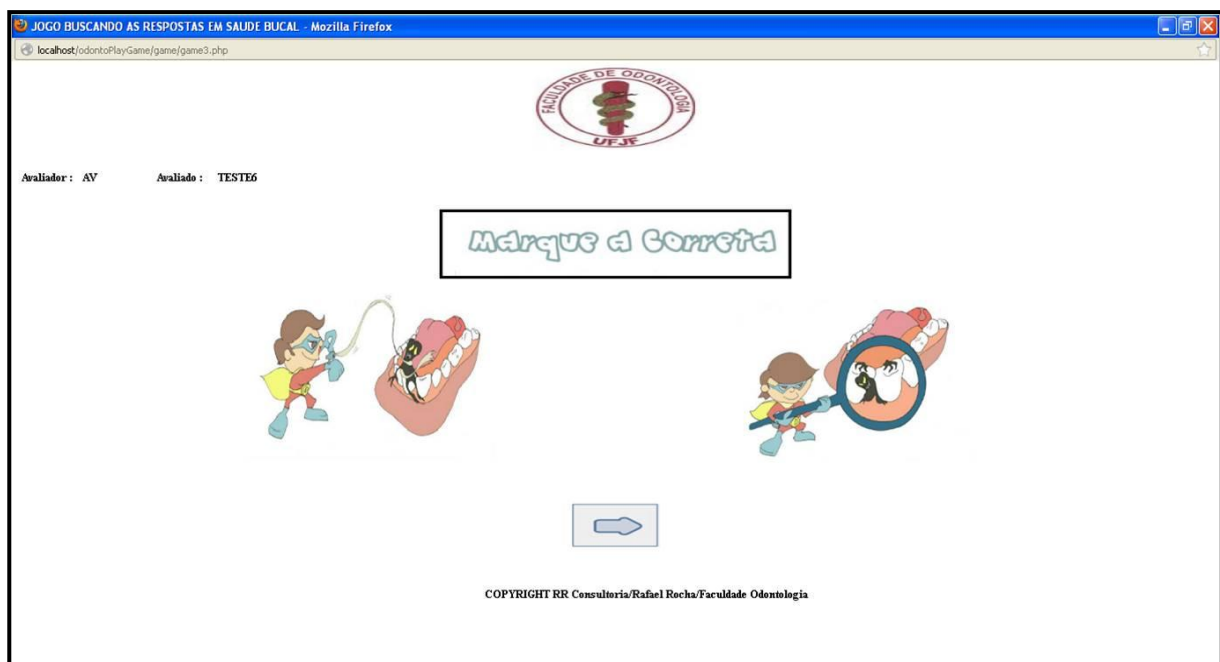 JOGO BUSCANDO AS RESPOSTAS EM SAUDE BUCAL - Mozilla Firefox
localhost/odontoPlayGame/game/game3.php
FACULDADE DE ODONTOLOGIA
UFJF
Avaliador : AV Avaliado : TESTE6
Marque a Correta
COPYRIGHT RR Consultoria/Rafael Rocha/Faculdade Odontologia